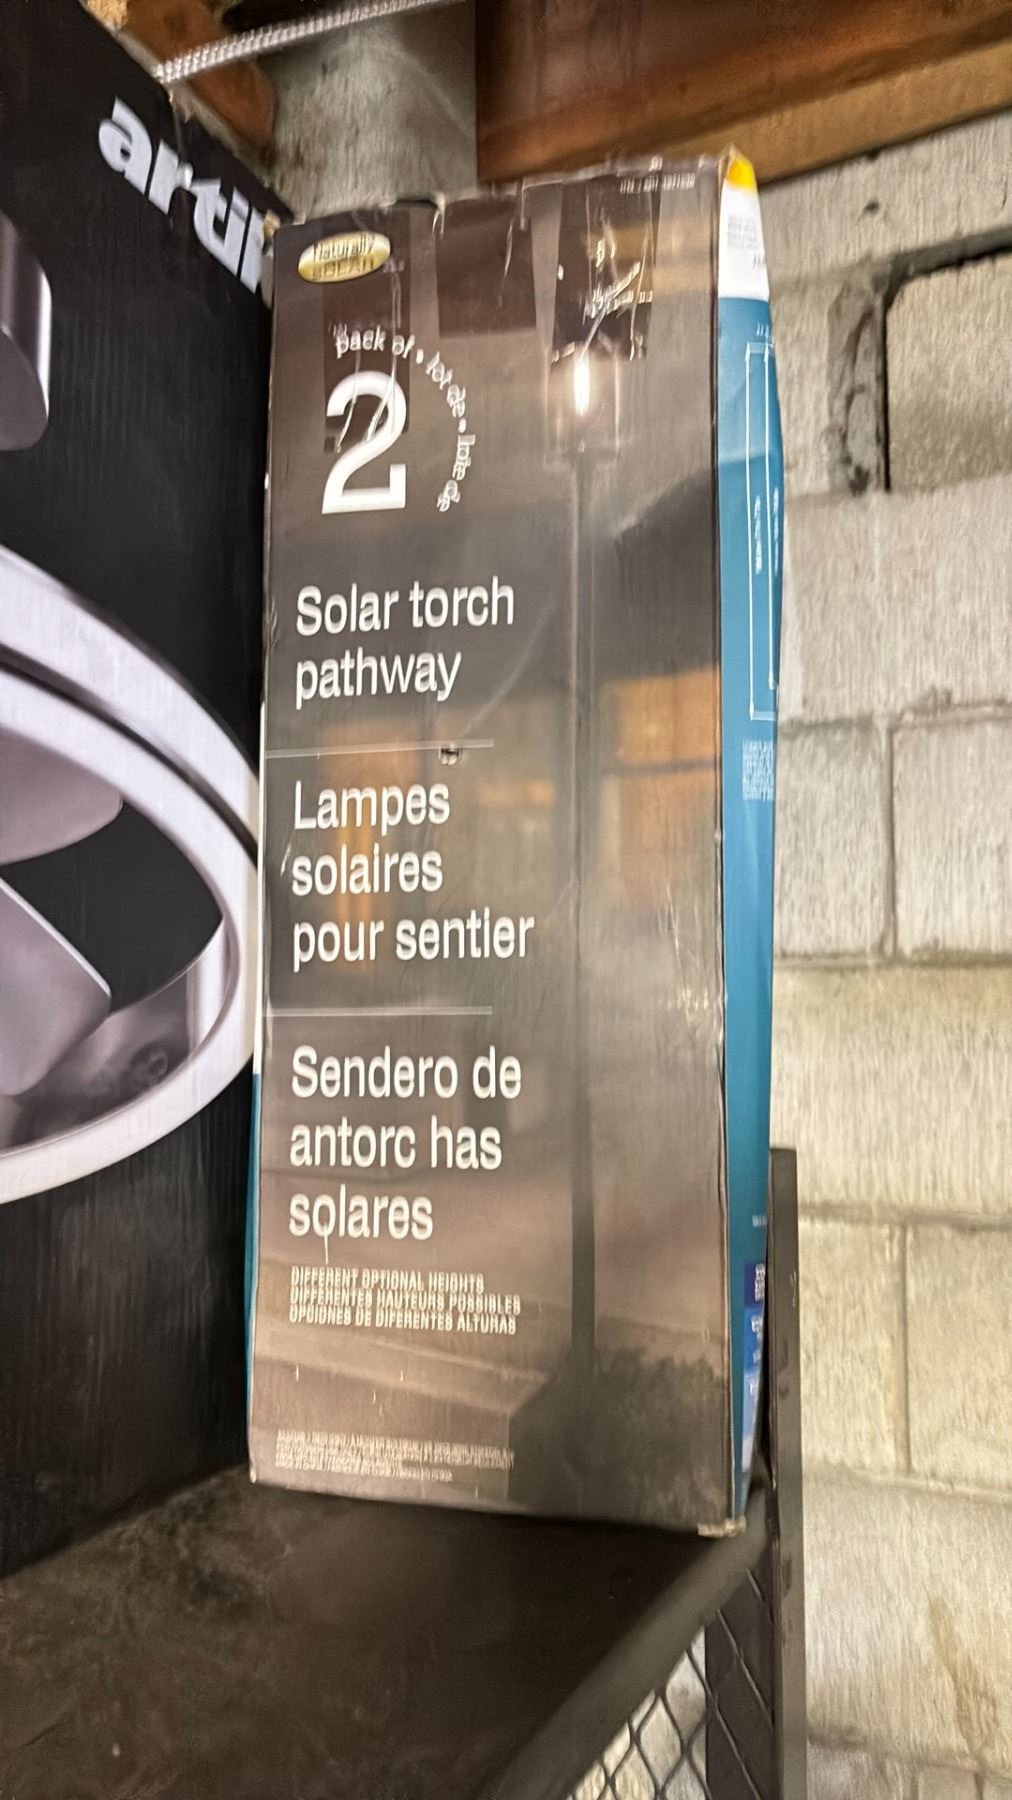 arti
Naturally
SOLAR
pack of • lot de • lote de
2
Solar torch
pathway
Lampes
solaires
pour sentier
Sendero de
antorc has
solares
DIFFERENT OPTIONAL HEIGHTS
DIFFÉRENTES HAUTEURS POSSIBLES
OPCIONES DE DIFERENTES ALTURAS